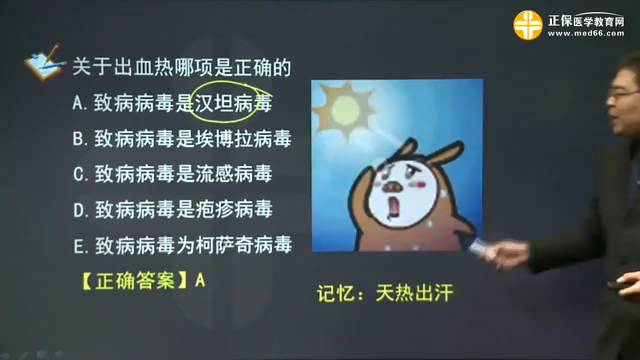 正保医学教育网
www.med66.com
关于出血热哪项是正确的
A.致病病毒是汉坦病毒
B.致病病毒是埃博拉病毒
C.致病病毒是流感病毒
D.致病病毒是疱疹病毒
E.致病病毒为柯萨奇病毒
【正确答案】A
记忆：天热出汗